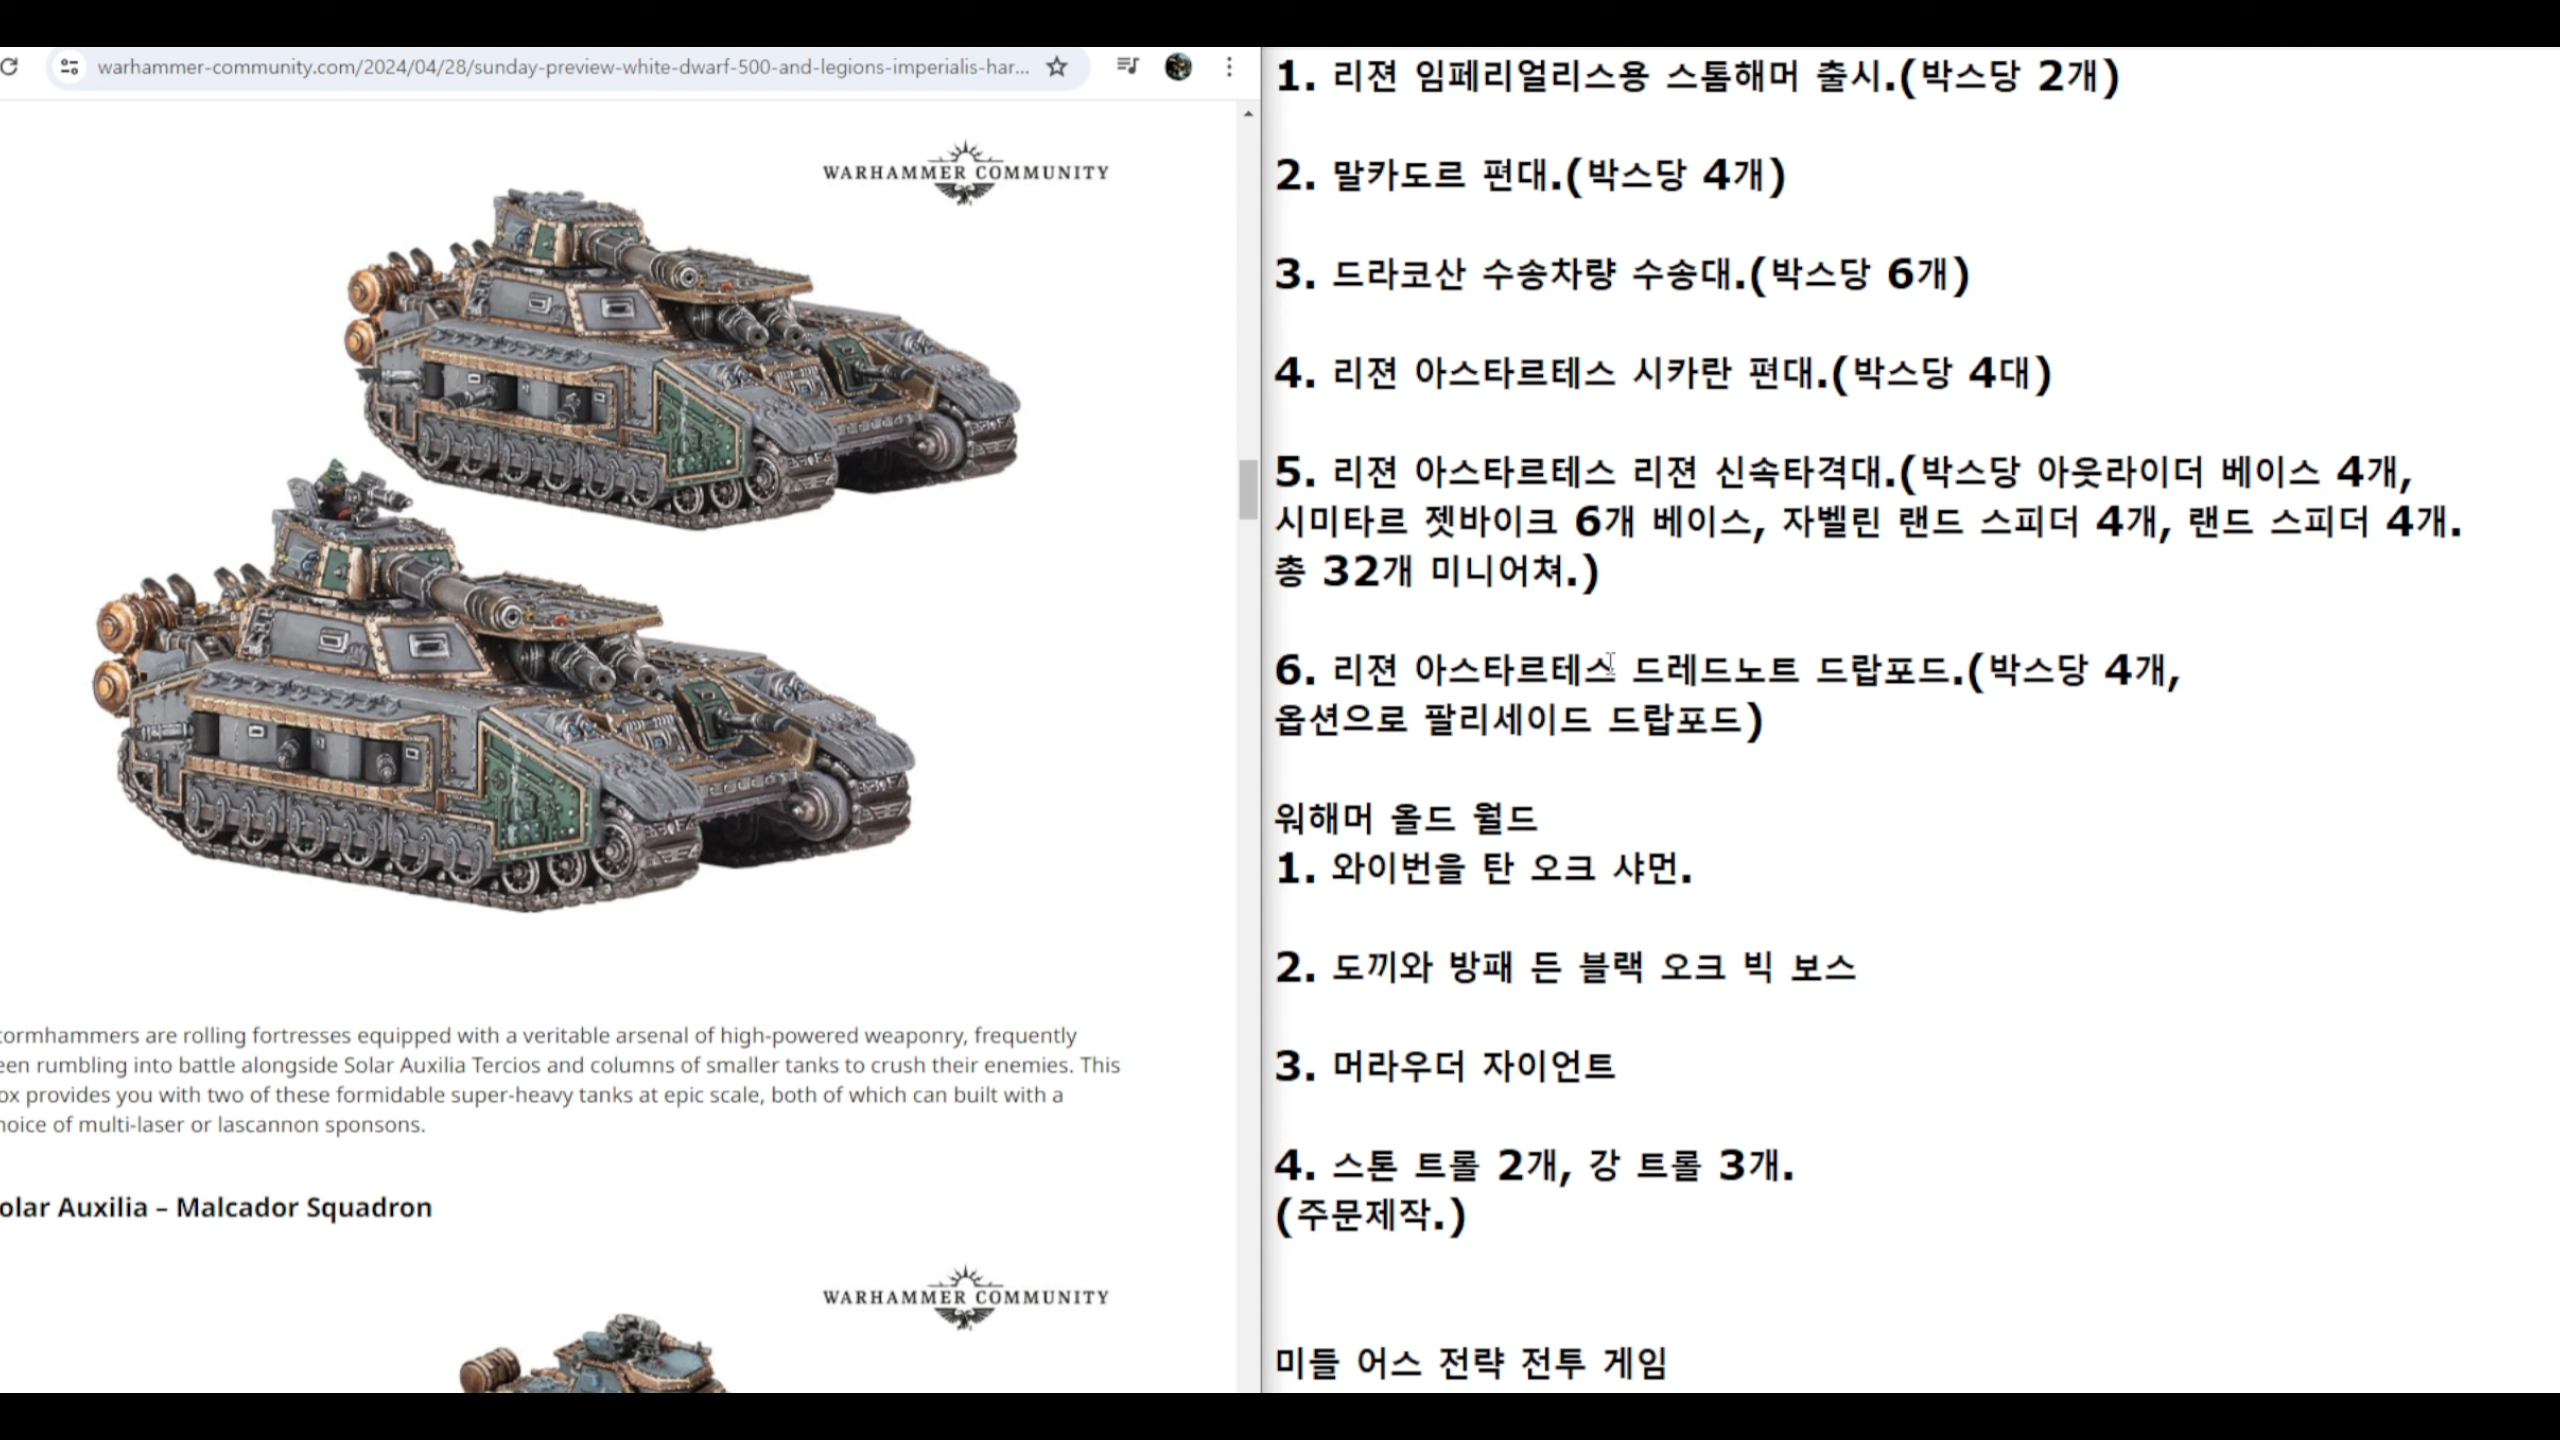 warhammer-community.com/2024/04/28/sunday-preview-white-dwarf-500-and-legions-imperialis-har...
WARHAMMER COMMUNITY
tormhammers are rolling fortresses equipped with a veritable arsenal of high-powered weaponry, frequently
een rumbling into battle alongside Solar Auxilia Tercios and columns of smaller tanks to crush their enemies. This
ox provides you with two of these formidable super-heavy tanks at epic scale, both of which can built with a
hoice of multi-laser or lascannon sponsons.
olar Auxilia – Malcador Squadron
WARHAMMER COMMUNITY
1. 리젼 임페리얼리스용 스톰해머 출시.(박스당 2개)
2. 말카도르 편대.(박스당 4개)
3. 드라코산 수송차량 수송대.(박스당 6개)
4. 리젼 아스타르테스 시카란 편대.(박스당 4대)
5. 리젼 아스타르테스 리젼 신속타격대.(박스당 아웃라이더 베이스 4개,
시미타르 젯바이크 6개 베이스, 자벨린 랜드 스피더 4개, 랜드 스피더 4개.
총 32개 미니어쳐.)
6. 리젼 아스타르테스 드레드노트 드랍포드.(박스당 4개,
옵션으로 팔리세이드 드랍포드)
워해머 올드 월드
1. 와이번을 탄 오크 샤먼.
2. 도끼와 방패 든 블랙 오크 빅 보스
3. 머라우더 자이언트
4. 스톤 트롤 2개, 강 트롤 3개.
(주문제작.)
미들 어스 전략 전투 게임